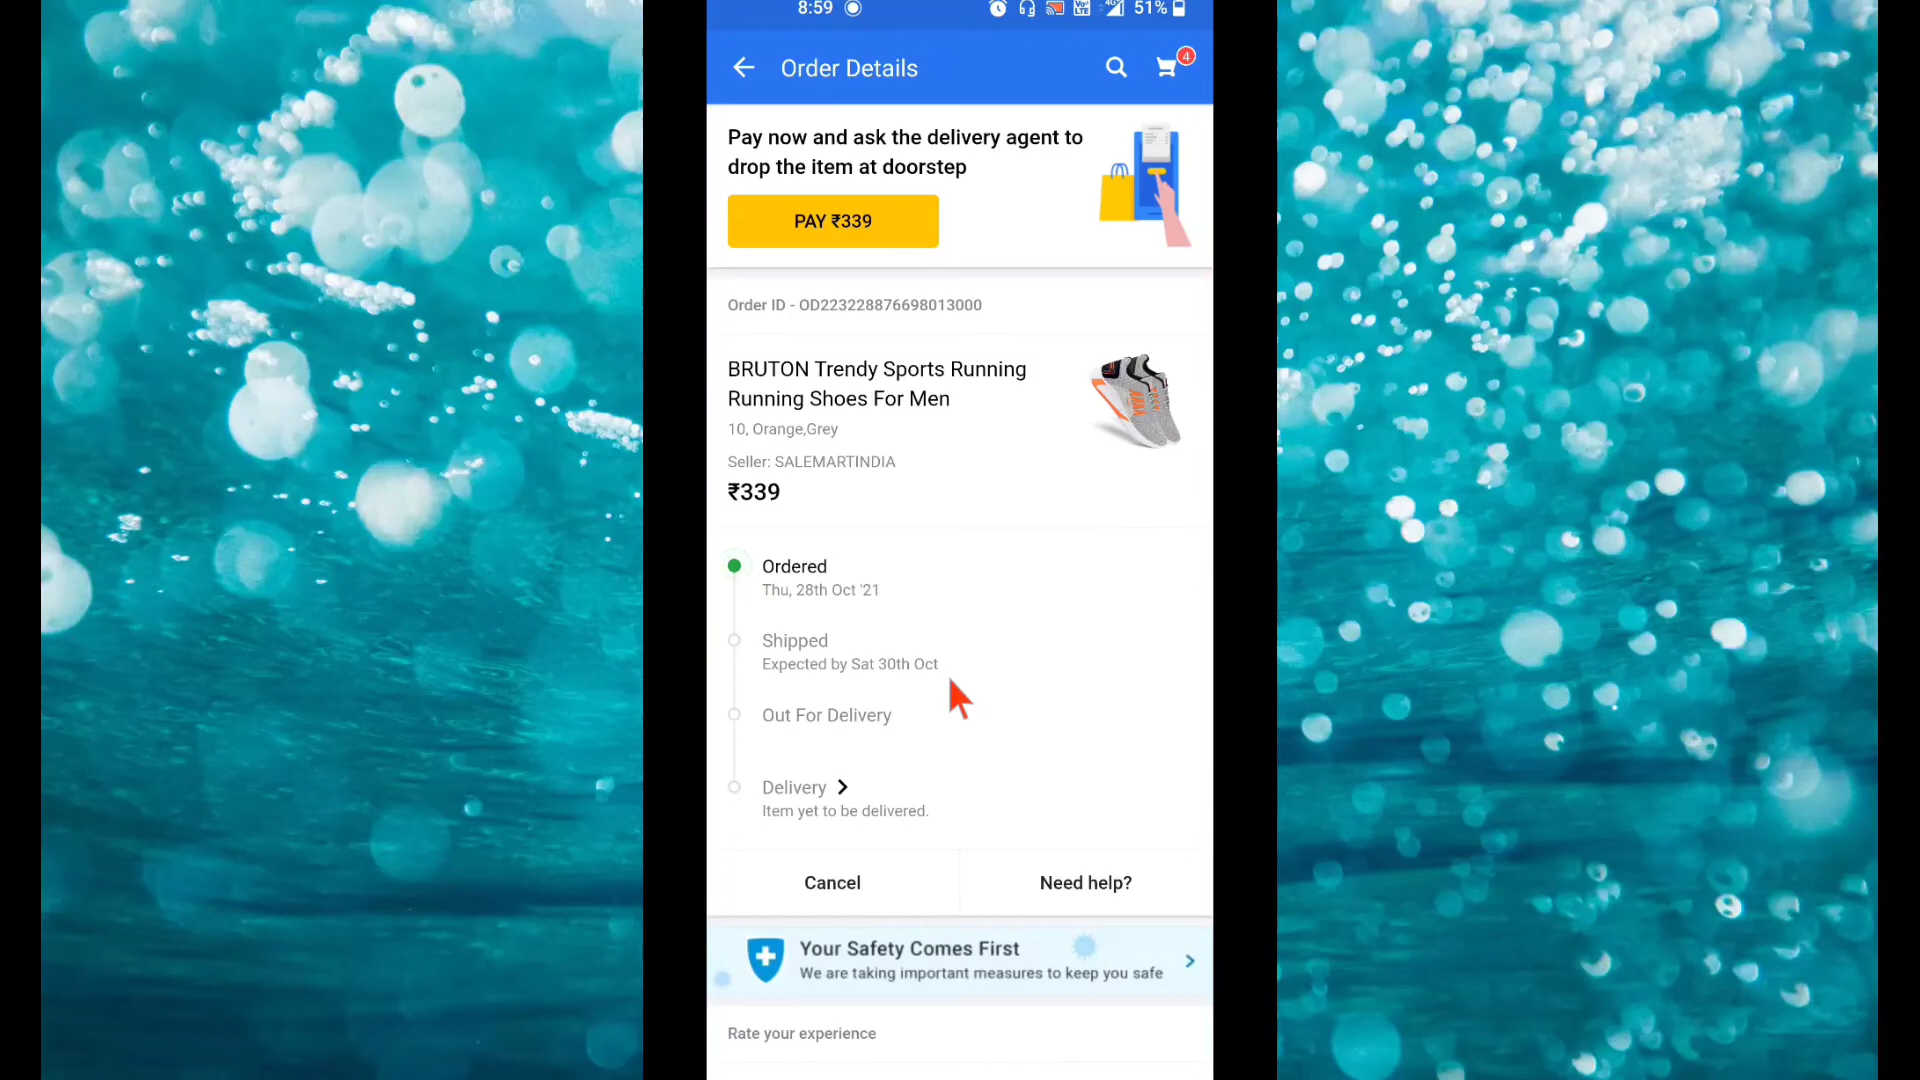 8:59 51%
Order Details 4
Pay now and ask the delivery agent to
drop the item at doorstep
PAY ₹339
Order ID - OD223228876698013000
BRUTON Trendy Sports Running
Running Shoes For Men
10, Orange,Grey
Seller: SALEMARTINDIA
₹339
Ordered
Thu, 28th Oct '21
Shipped
Expected by Sat 30th Oct
Out For Delivery
Delivery
Item yet to be delivered.
Cancel Need help?
Your Safety Comes First
We are taking important measures to keep you safe
Rate your experience